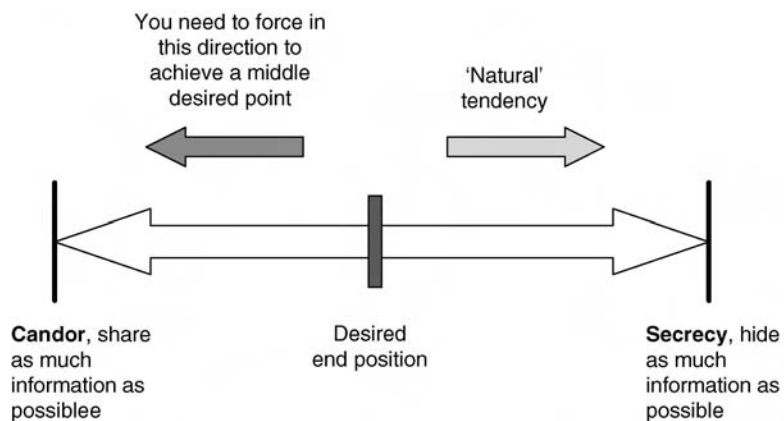 You need to force in
this direction to
achieve a middle
desired point
‘Natural’
tendency
Candor, share
as much
information as
possiblee
Desired
end position
Secrecy, hide
as much
information as
possible